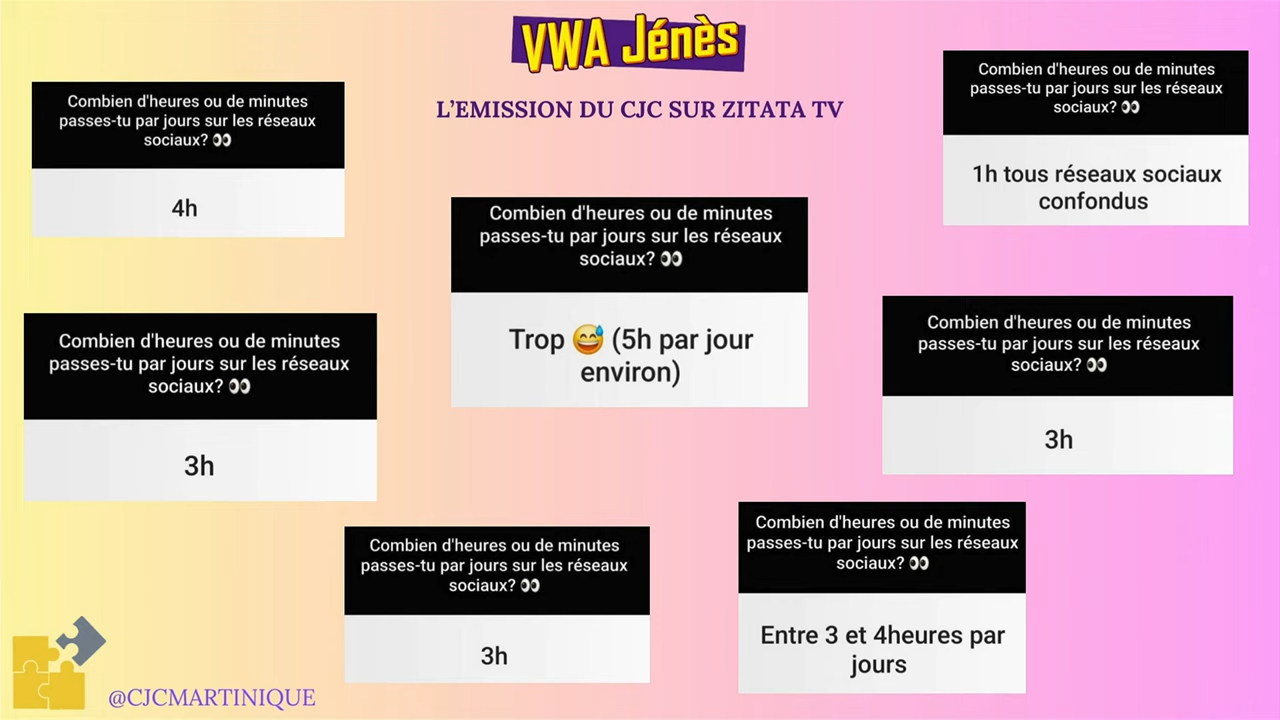 VWA Jénès
L'EMISSION DU CJC SUR ZITATA TV
Combien d'heures ou de minutes
passes-tu par jours sur les réseaux
sociaux? 👀
4h
Combien d'heures ou de minutes
passes-tu par jours sur les réseaux
sociaux? 👀
1h tous réseaux sociaux
confondus
Combien d'heures ou de minutes
passes-tu par jours sur les réseaux
sociaux? 👀
Trop 😅 (5h par jour
environ)
Combien d'heures ou de minutes
passes-tu par jours sur les réseaux
sociaux? 👀
3h
Combien d'heures ou de minutes
passes-tu par jours sur les réseaux
sociaux? 👀
3h
Combien d'heures ou de minutes
passes-tu par jours sur les réseaux
sociaux? 👀
3h
Combien d'heures ou de minutes
passes-tu par jours sur les réseaux
sociaux? 👀
Entre 3 et 4heures par
jours
@CJCMARTINIQUE